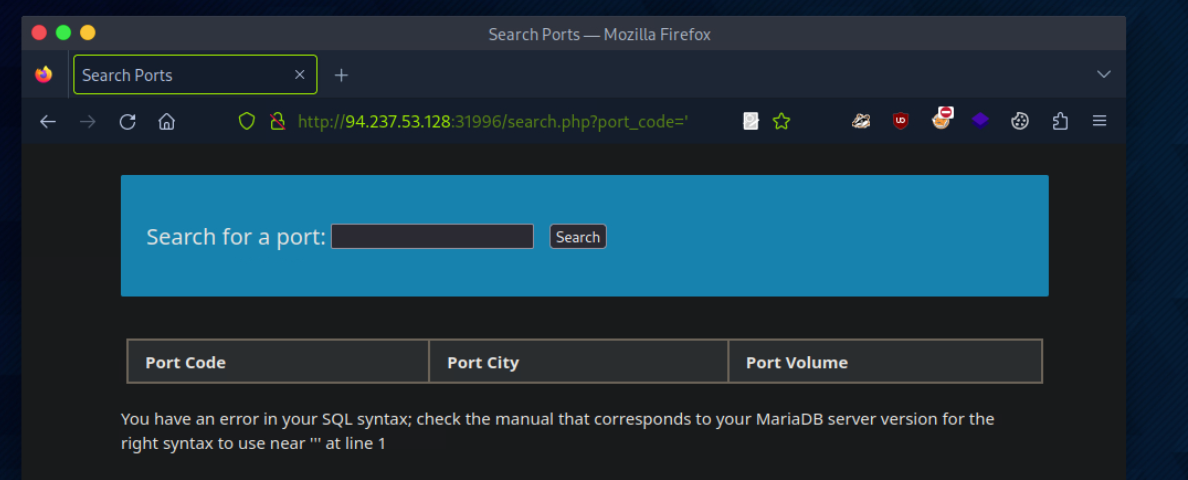 Search Ports — Mozilla Firefox
Search Ports
http://94.237.53.128:31996/search.php?port_code='
Search for a port: Search
Port Code Port City Port Volume
You have an error in your SQL syntax; check the manual that corresponds to your MariaDB server version for the
right syntax to use near ''' at line 1